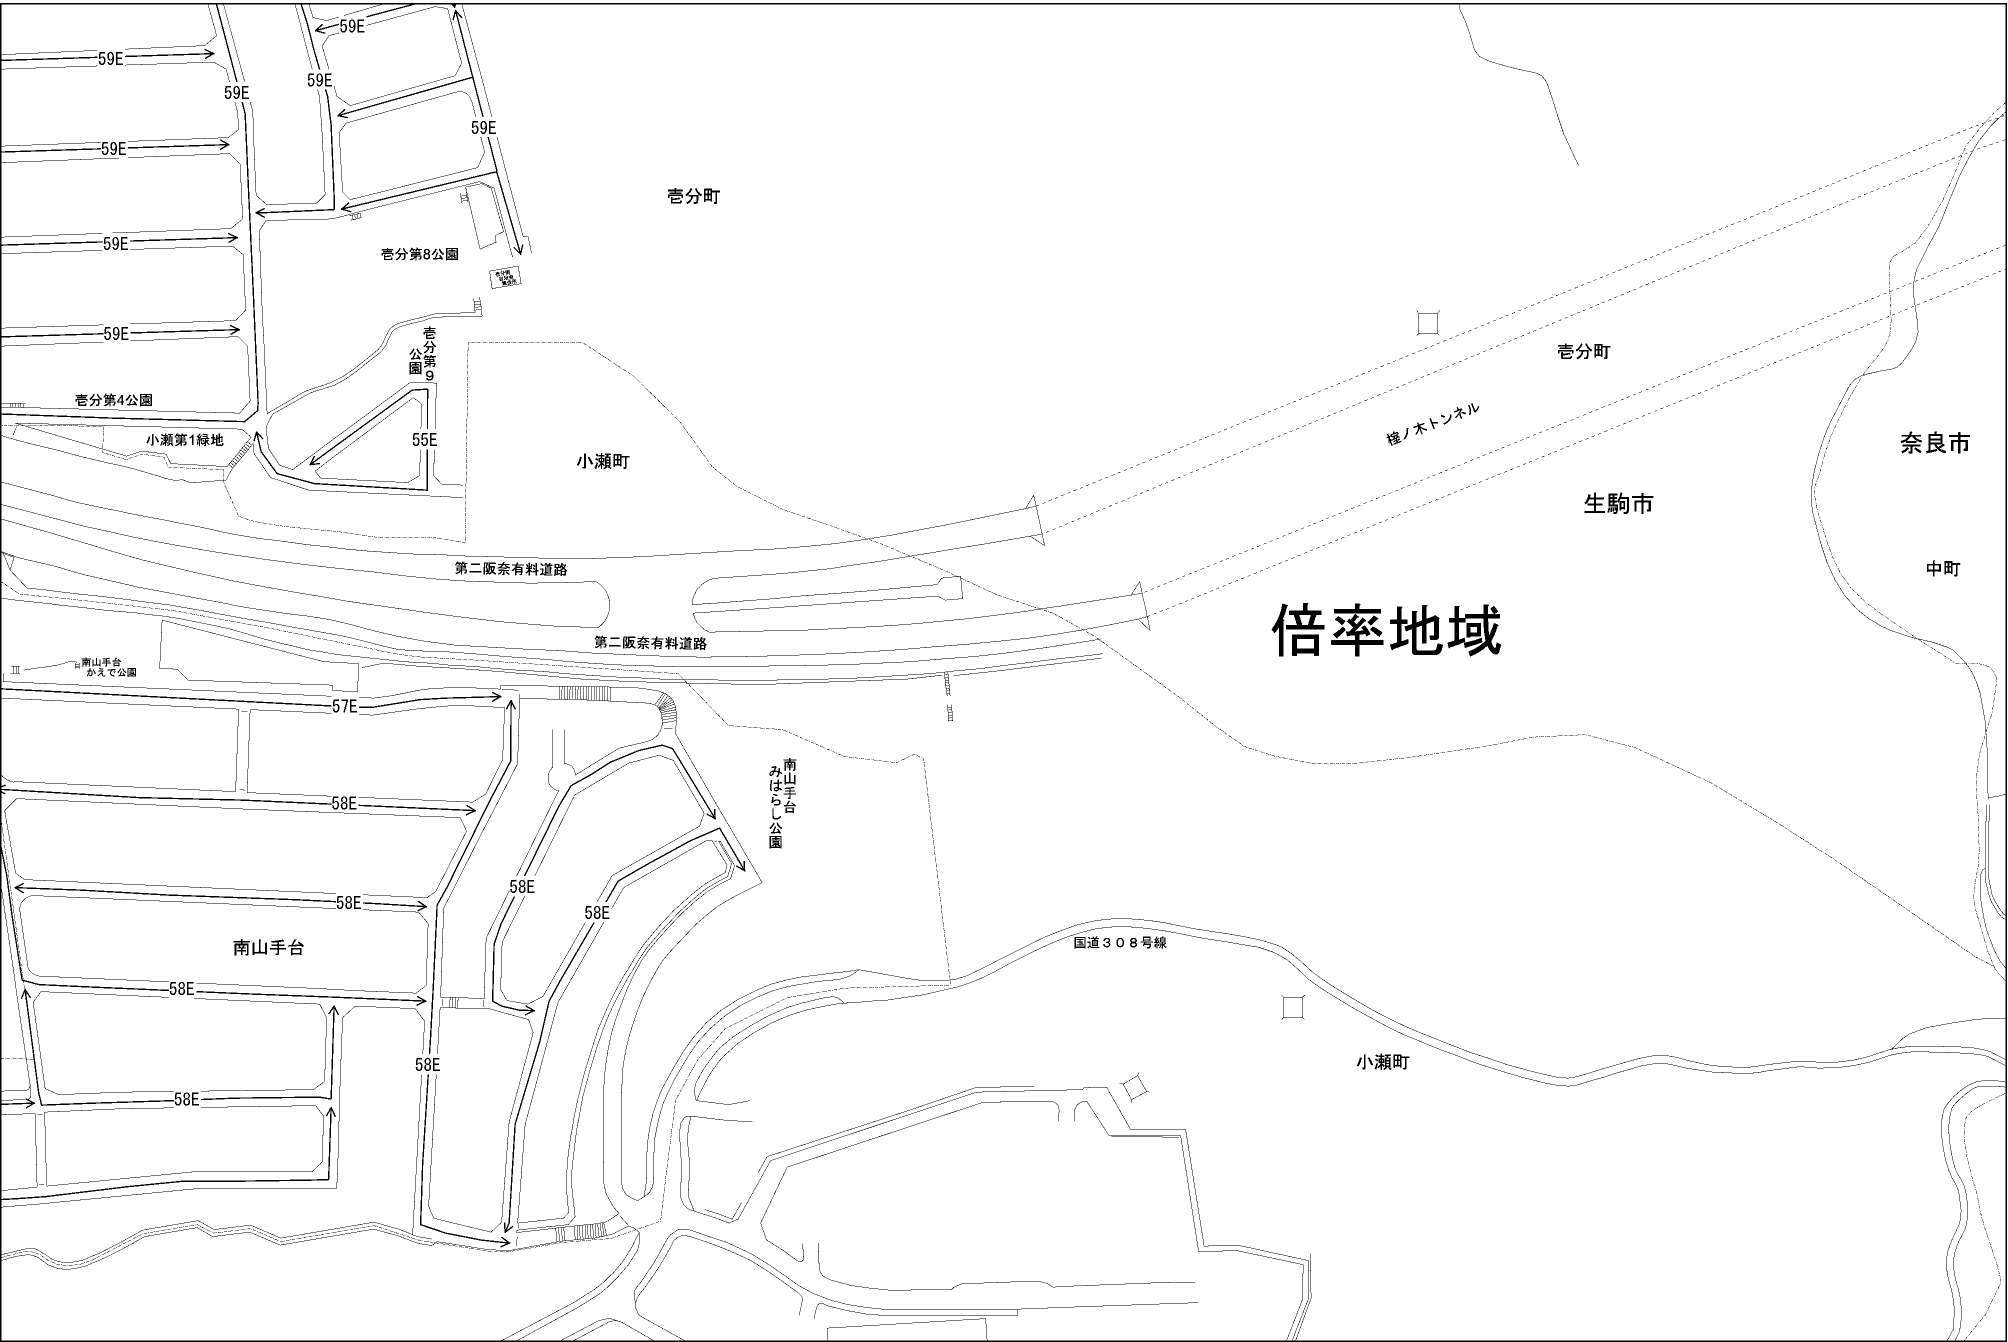 59E
59E
59E
59E
59E
59E
壱分町
59E
壱分第8公園
59E
壱分第9
公園
壱分町
壱分第4公園
小瀬第1緑地
55E
樫ノ木トンネル
奈良市
小瀬町
生駒市
第二阪奈有料道路
中町
倍率地域
第二阪奈有料道路
南山手台
かえで公園
57E
南山手台
みはらし公園
58E
58E
58E
58E
南山手台
国道308号線
58E
58E
小瀬町
58E